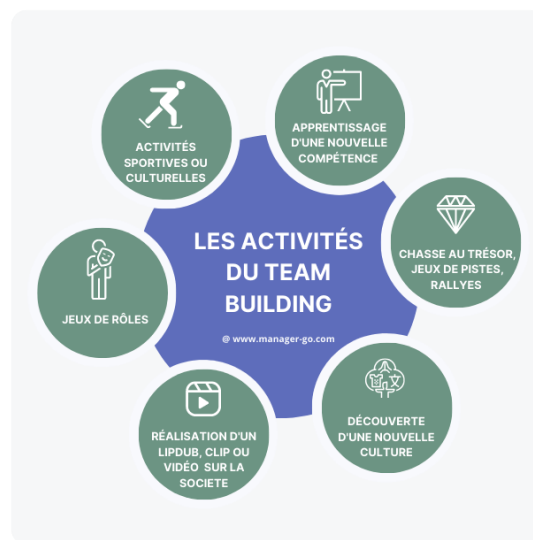 LES ACTIVITÉS
DU TEAM
BUILDING
@ www.manager-go.com
ACTIVITÉS
SPORTIVES OU
CULTURELLES
APPRENTISSAGE
D'UNE NOUVELLE
COMPÉTENCE
CHASSE AU TRÉSOR,
JEUX DE PISTES,
RALLYES
DÉCOUVERTE
D'UNE NOUVELLE
CULTURE
RÉALISATION D'UN
LIPDUB, CLIP OU
VIDÉO SUR LA
SOCIETE
JEUX DE RÔLES